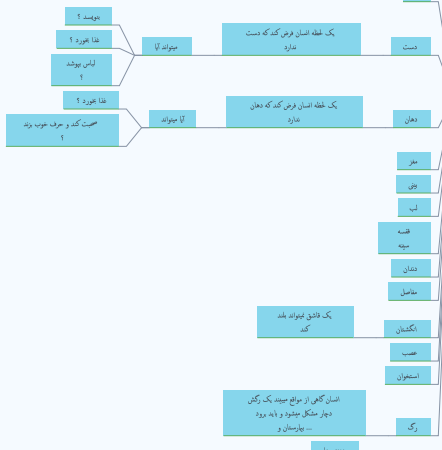 دست
یک لحظه انسان فرض کند که دست
ندارد
میتواند آیا
بنویسد ؟
غذا بخورد ؟
لباس بپوشد
؟
دهان
یک لحظه انسان فرض کند که دهان
ندارد
آیا میتواند
غذا بخورد ؟
صحبت کند و حرف خوب بزند
؟
مغز
بینی
لب
قفسه
سینه
دندان
مفاصل
انگشتان
یک قاشق نمیتواند بلند
کند
عصب
استخوان
رگ
انسان گاهی از مواقع میبیند یک رگش
دچار مشکل میشود و باید برود
بیمارستان و ...